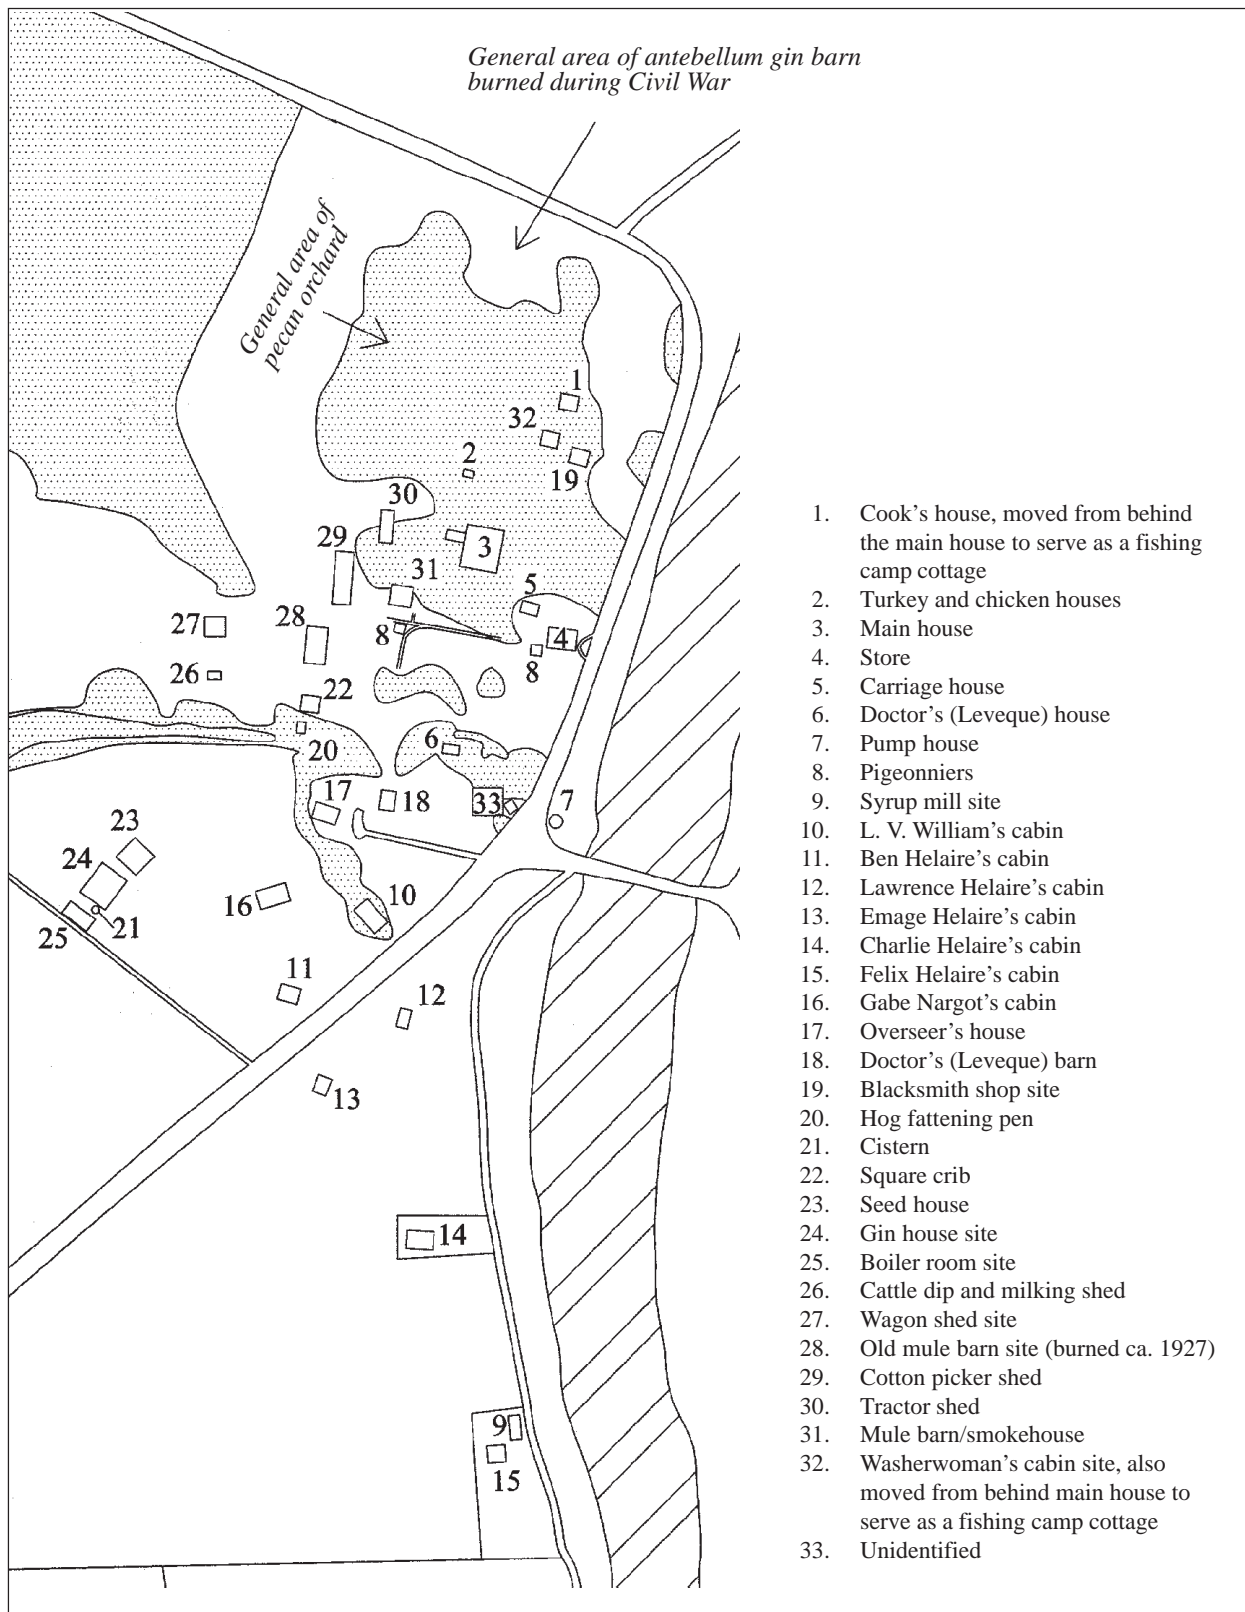 General area of antebellum gin barn
burned during Civil War
General area of
pecan orchard
1
32
2
19
30
29
3
31
5
27
28
8
4
8
26
22
20
6
17
18
33
7
23
24
16
10
25
21
11
12
13
14
9
15
1. Cook’s house, moved from behind
the main house to serve as a fishing
camp cottage
2. Turkey and chicken houses
3. Main house
4. Store
5. Carriage house
6. Doctor’s (Leveque) house
7. Pump house
8. Pigeonniers
9. Syrup mill site
10. L. V. William’s cabin
11. Ben Helaire’s cabin
12. Lawrence Helaire’s cabin
13. Emage Helaire’s cabin
14. Charlie Helaire’s cabin
15. Felix Helaire’s cabin
16. Gabe Nargot’s cabin
17. Overseer’s house
18. Doctor’s (Leveque) barn
19. Blacksmith shop site
20. Hog fattening pen
21. Cistern
22. Square crib
23. Seed house
24. Gin house site
25. Boiler room site
26. Cattle dip and milking shed
27. Wagon shed site
28. Old mule barn site (burned ca. 1927)
29. Cotton picker shed
30. Tractor shed
31. Mule barn/smokehouse
32. Washerwoman’s cabin site, also
moved from behind main house to
serve as a fishing camp cottage
33. Unidentified